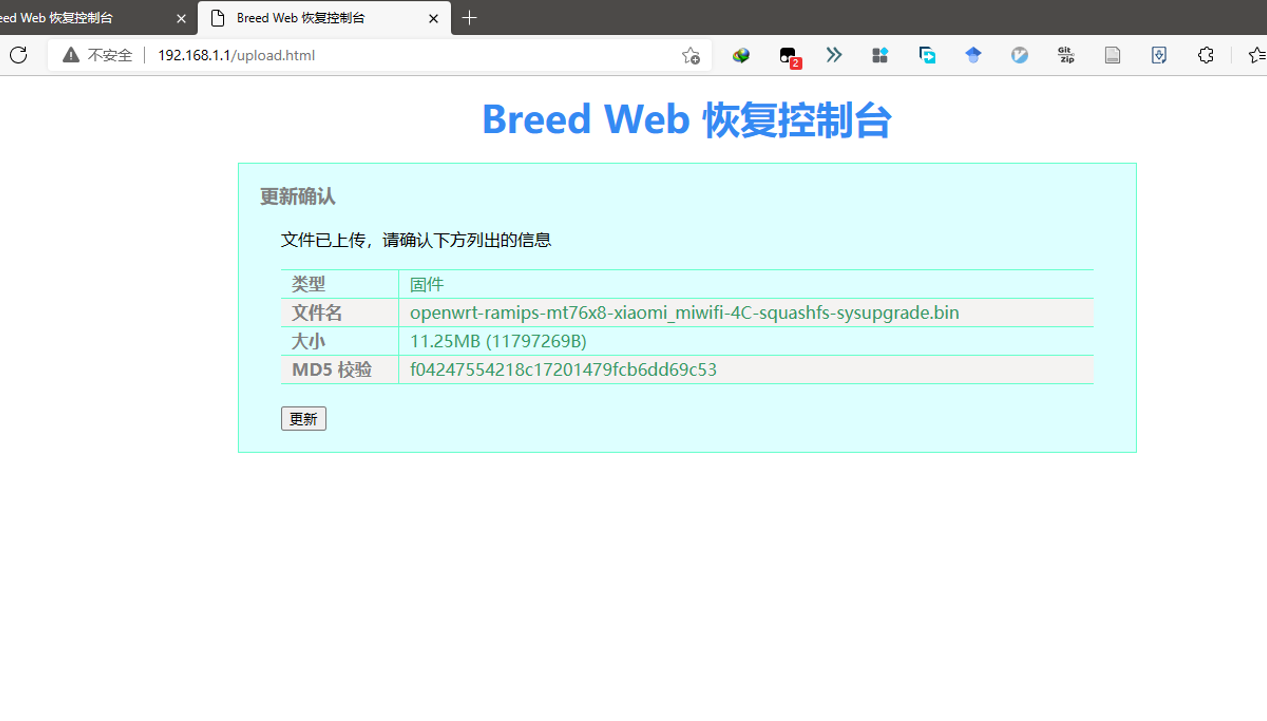 eed Web 恢复控制台
Breed Web 恢复控制台
不安全 192.168.1.1/upload.html
2
Git
zip
Breed Web 恢复控制台
更新确认
文件已上传，请确认下方列出的信息
类型 固件
文件名 openwrt-ramips-mt76x8-xiaomi_miwifi-4C-squashfs-sysupgrade.bin
大小 11.25MB (11797269B)
MD5 校验 f04247554218c17201479fcb6dd69c53
更新